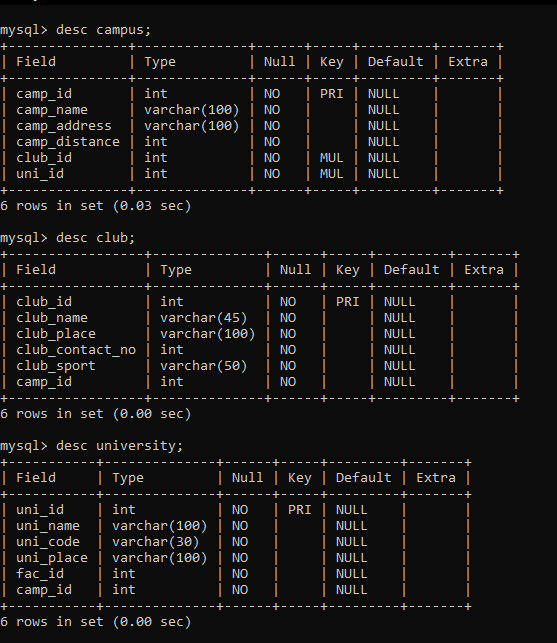 mysql> desc campus;
+---------------+--------------+------+-----+---------+-------+
| Field         | Type         | Null | Key | Default | Extra |
+---------------+--------------+------+-----+---------+-------+
| camp_id       | int          | NO   | PRI | NULL    |       |
| camp_name     | varchar(100) | NO   |     | NULL    |       |
| camp_address  | varchar(100) | NO   |     | NULL    |       |
| camp_distance | int          | NO   |     | NULL    |       |
| club_id       | int          | NO   | MUL | NULL    |       |
| uni_id        | int          | NO   | MUL | NULL    |       |
+---------------+--------------+------+-----+---------+-------+
6 rows in set (0.03 sec)
mysql> desc club;
+-----------------+--------------+------+-----+---------+-------+
| Field           | Type         | Null | Key | Default | Extra |
+-----------------+--------------+------+-----+---------+-------+
| club_id         | int          | NO   | PRI | NULL    |       |
| club_name       | varchar(45)  | NO   |     | NULL    |       |
| club_place      | varchar(100) | NO   |     | NULL    |       |
| club_contact_no | int          | NO   |     | NULL    |       |
| club_sport      | varchar(50)  | NO   |     | NULL    |       |
| camp_id         | int          | NO   |     | NULL    |       |
+-----------------+--------------+------+-----+---------+-------+
6 rows in set (0.00 sec)
mysql> desc university;
+-----------+--------------+------+-----+---------+-------+
| Field     | Type         | Null | Key | Default | Extra |
+-----------+--------------+------+-----+---------+-------+
| uni_id    | int          | NO   | PRI | NULL    |       |
| uni_name  | varchar(100) | NO   |     | NULL    |       |
| uni_code  | varchar(30)  | NO   |     | NULL    |       |
| uni_place | varchar(100) | NO   |     | NULL    |       |
| fac_id    | int          | NO   |     | NULL    |       |
| camp_id   | int          | NO   |     | NULL    |       |
+-----------+--------------+------+-----+---------+-------+
6 rows in set (0.00 sec)